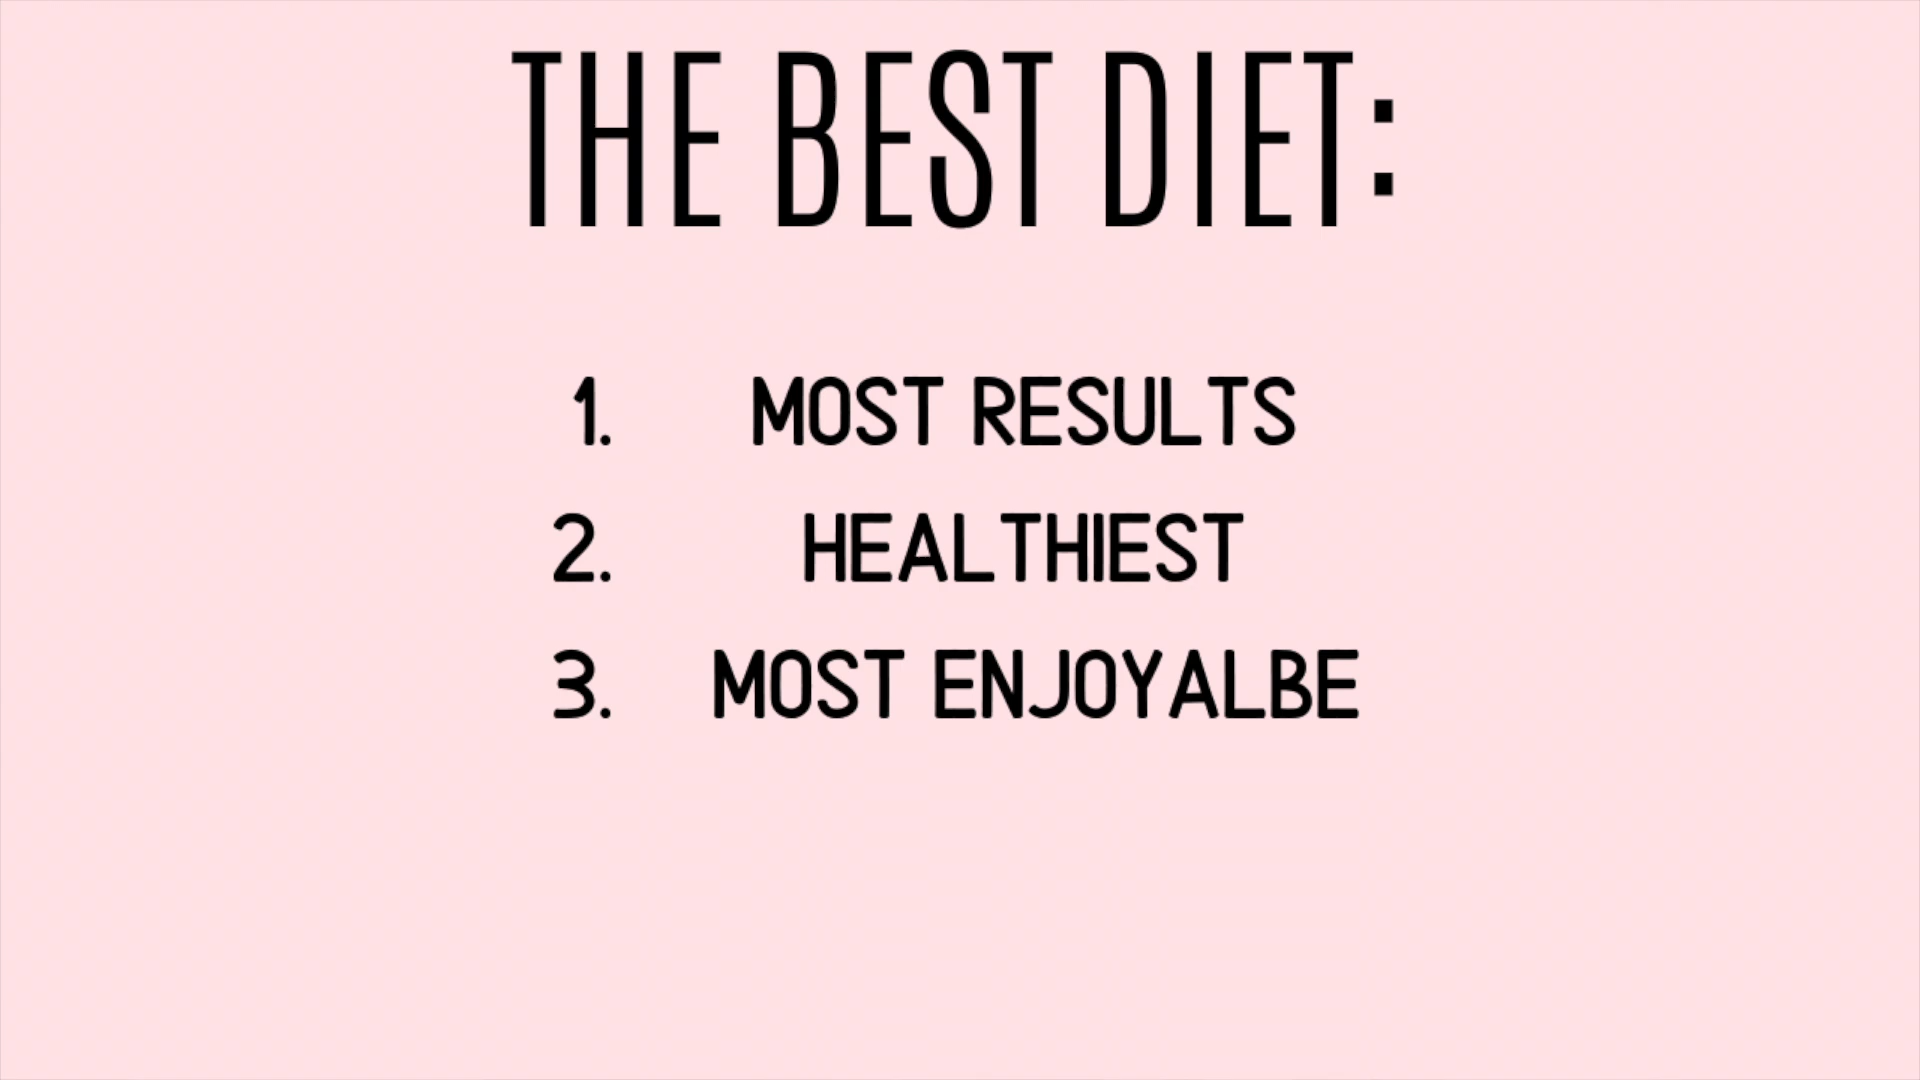 THE BEST DIET:
1. MOST RESULTS
2. HEALTHIEST
3. MOST ENJOYALBE